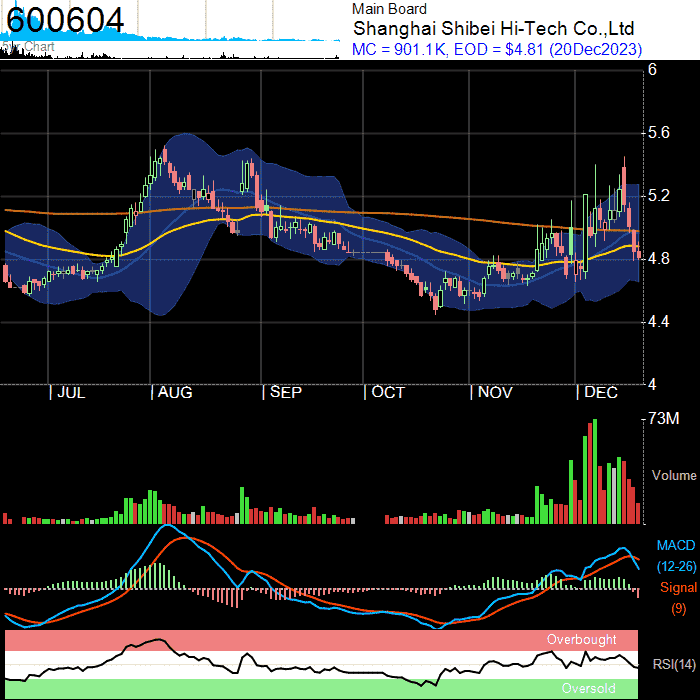 600604
Main Board
Shanghai Shibei Hi-Tech Co.,Ltd
MC = 901.1K, EOD = $4.81 (20Dec2023)
Chart
6
5.6
5.2
4.8
4.4
4
| JUL | AUG | SEP | OCT | NOV | DEC
73M
Volume
MACD
(12-26)
Signal
(9)
Overbought
RSI(14)
Oversold